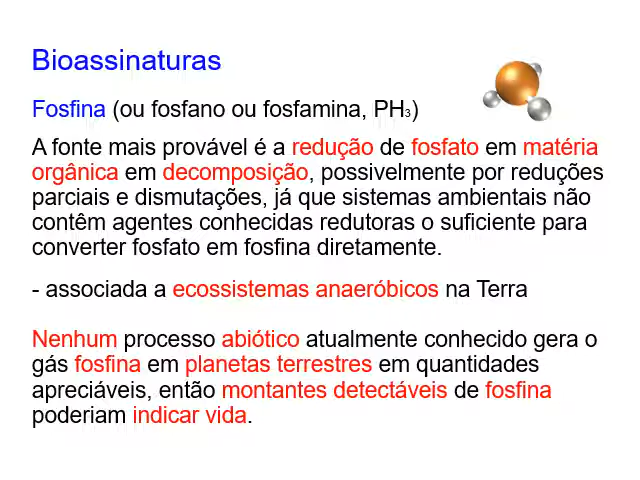 Bioassinaturas
Fosfina (ou fosfano ou fosfamina, PH₃)
A fonte mais provável é a redução de fosfato em matéria
orgânica em decomposição, possivelmente por reduções
parciais e dismutações, já que sistemas ambientais não
contêm agentes conhecidas redutoras o suficiente para
converter fosfato em fosfina diretamente.
- associada a ecossistemas anaeróbicos na Terra
Nenhum processo abiótico atualmente conhecido gera o
gás fosfina em planetas terrestres em quantidades
apreciáveis, então montantes detectáveis de fosfina
poderiam indicar vida.